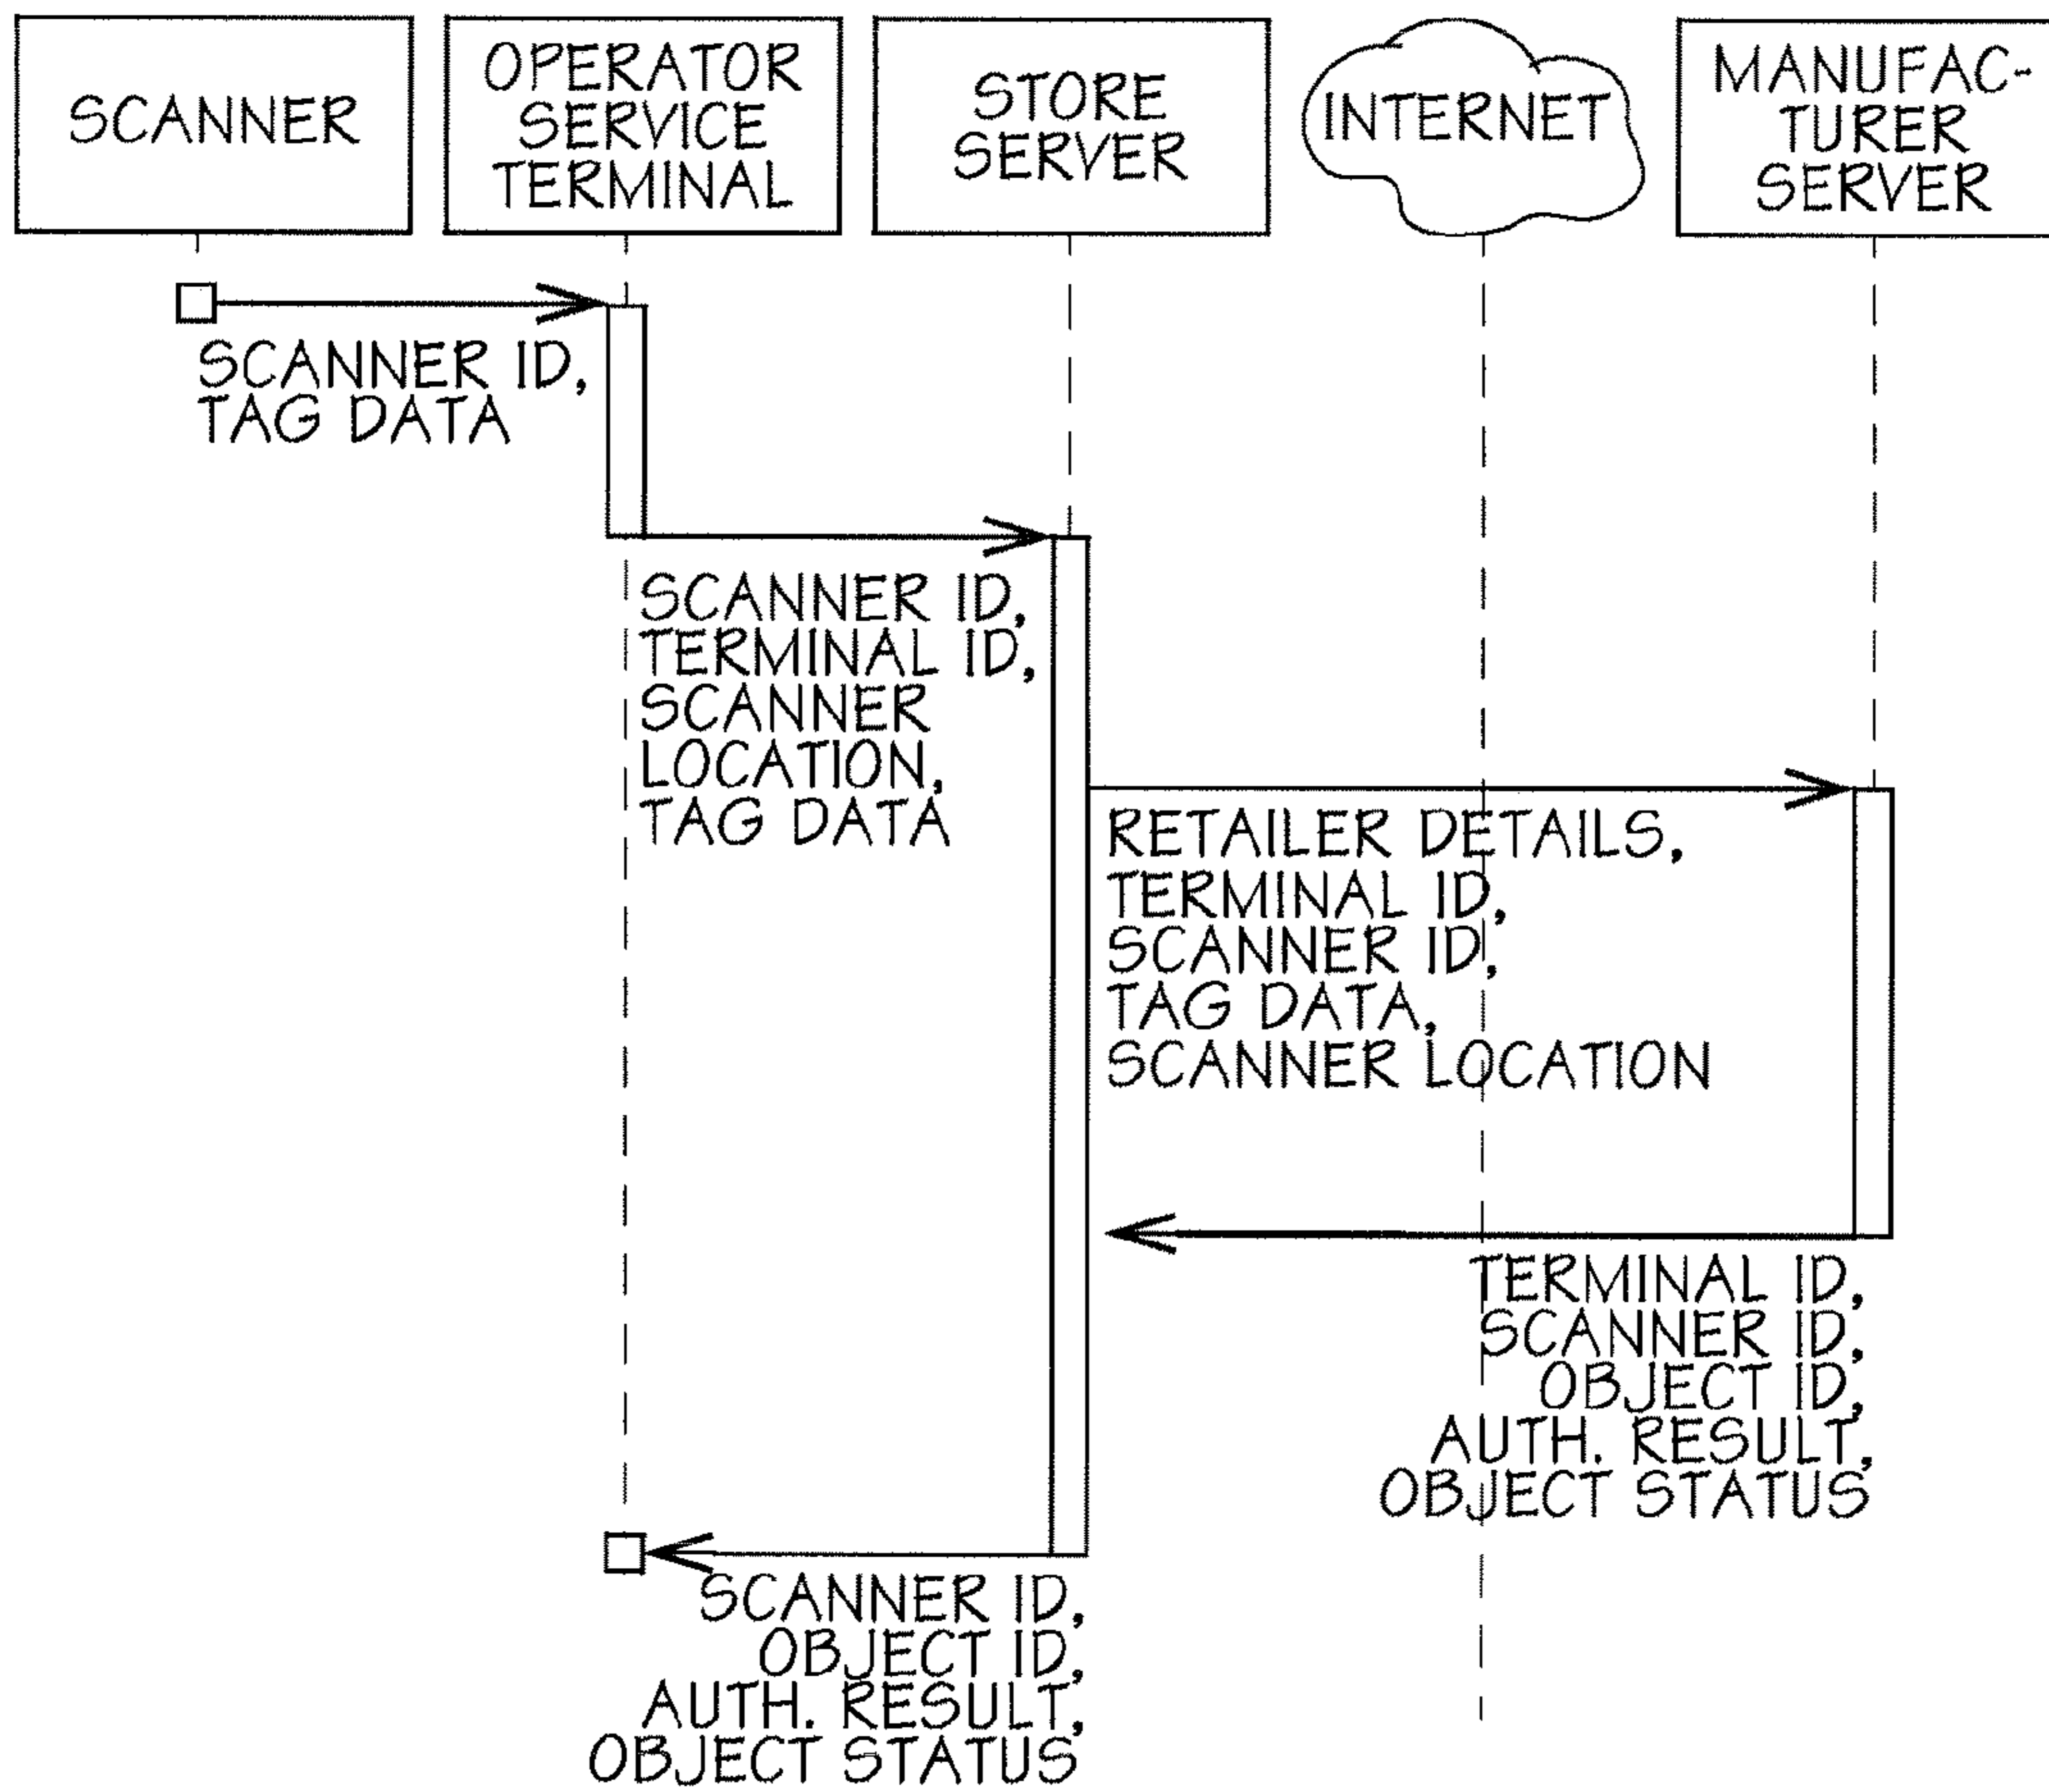 SCANNER
OPERATOR
SERVICE
TERMINAL
STORE
SERVER
INTERNET
MANUFAC-
TURER
SERVER
SCANNER ID,
TAG DATA
SCANNER ID,
TERMINAL ID,
SCANNER
LOCATION,
TAG DATA
RETAILER DETAILS,
TERMINAL ID,
SCANNER ID,
TAG DATA,
SCANNER LOCATION
TERMINAL ID,
SCANNER ID,
OBJECT ID,
AUTH. RESULT,
OBJECT STATUS
SCANNER ID,
OBJECT ID,
AUTH. RESULT,
OBJECT STATUS